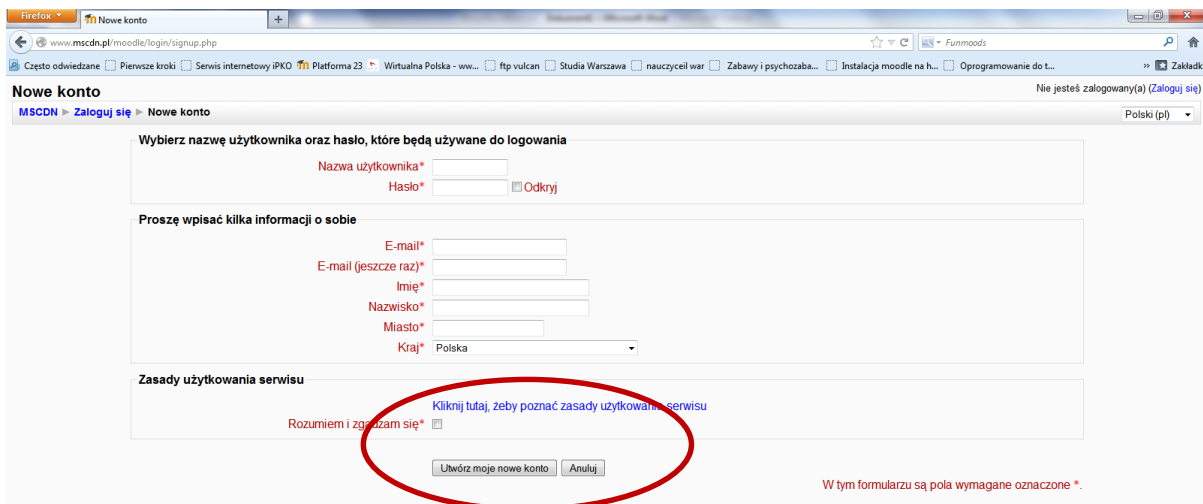 Firefox
Nowe konto
www.mscdn.pl/moodle/login/signup.php
Funmoods
Często odwiedzane Pierwsze kroki Serwis internetowy iPKO Platforma 23 Wirtualna Polska - ww... ftp vulcan Studia Warszawa nauczyceil war Zabawy i psychozaba... Instalacja moodle na h... Oprogramowanie do t... » Zakładk
Nowe konto
Nie jesteś zalogowany(a) (Zaloguj się)
MSCDN ► Zaloguj się ► Nowe konto
Polski (pl)
Wybierz nazwę użytkownika oraz hasło, które będą używane do logowania
Nazwa użytkownika*
Hasło* Odkryj
Proszę wpisać kilka informacji o sobie
E-mail*
E-mail (jeszcze raz)*
Imię*
Nazwisko*
Miasto*
Kraj* Polska
Zasady użytkowania serwisu
Kliknij tutaj, żeby poznać zasady użytkowania serwisu
Rozumiem i zgadzam się*
Utwórz moje nowe konto Anuluj
W tym formularzu są pola wymagane oznaczone *.